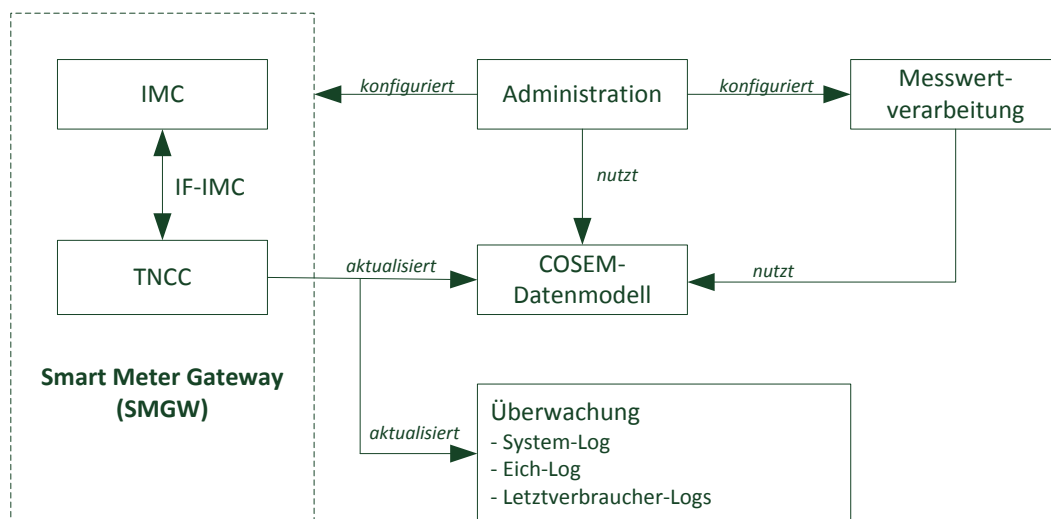 IMC
konfiguriert
Administration
konfiguriert
Messwert-
verarbeitung
IF-IMC
nutzt
TNCC
aktualisiert
COSEM-
Datenmodell
nutzt
Smart Meter Gateway
(SMGW)
aktualisiert
Überwachung
- System-Log
- Eich-Log
- Letztverbraucher-Logs